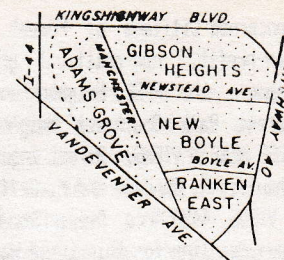 KINGSHIGHWAY BLVD.
I-44
ADAMS GROVE
MANCHESTER
GIBSON
HEIGHTS
NEWSTEAD AVE.
HIGHWAY 40
NEW
BOYLE
BOYLE AV.
RANKEN
EAST
VANDEVENTER AVE.